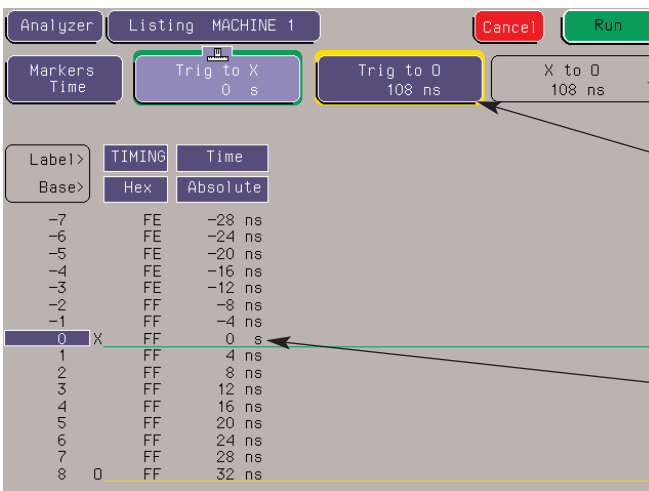 Analyzer Listing MACHINE 1 Cancel Run
Markers Time Trig to X 0 s Trig to O 108 ns X to O 108 ns
Label> TIMING Time
Base> Hex Absolute
-7 FE -28 ns
-6 FE -24 ns
-5 FE -20 ns
-4 FE -16 ns
-3 FE -12 ns
-2 FF -8 ns
-1 FF -4 ns
0 X FF 0 s
1 FF 4 ns
2 FF 8 ns
3 FF 12 ns
4 FF 16 ns
5 FF 20 ns
6 FF 24 ns
7 FF 28 ns
8 O FF 32 ns